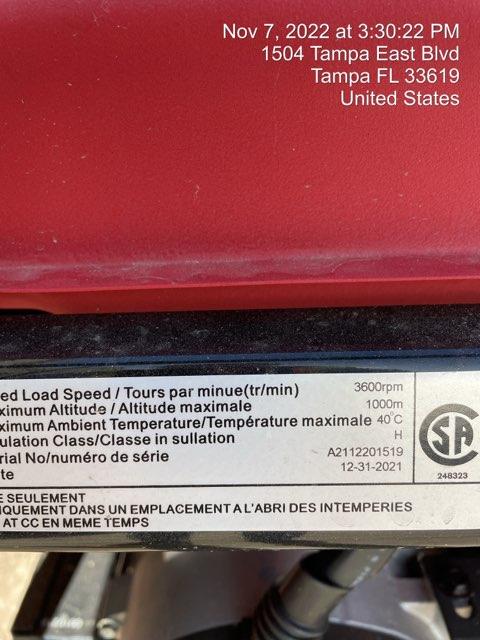 Nov 7, 2022 at 3:30:22 PM
1504 Tampa East Blvd
Tampa FL 33619
United States
ed Load Speed / Tours par minue(tr/min) 3600rpm
ximum Altitude / Altitude maximale 1000m
ximum Ambient Temperature/Température maximale 40°C
ulation Class/Classe in sullation H
rial No/numéro de série A2112201519
te 12-31-2021
SA
248323
E SEULEMENT
IQUEMENT DANS UN EMPLACEMENT A L'ABRI DES INTEMPERIES
AT CC EN MEME TEMPS